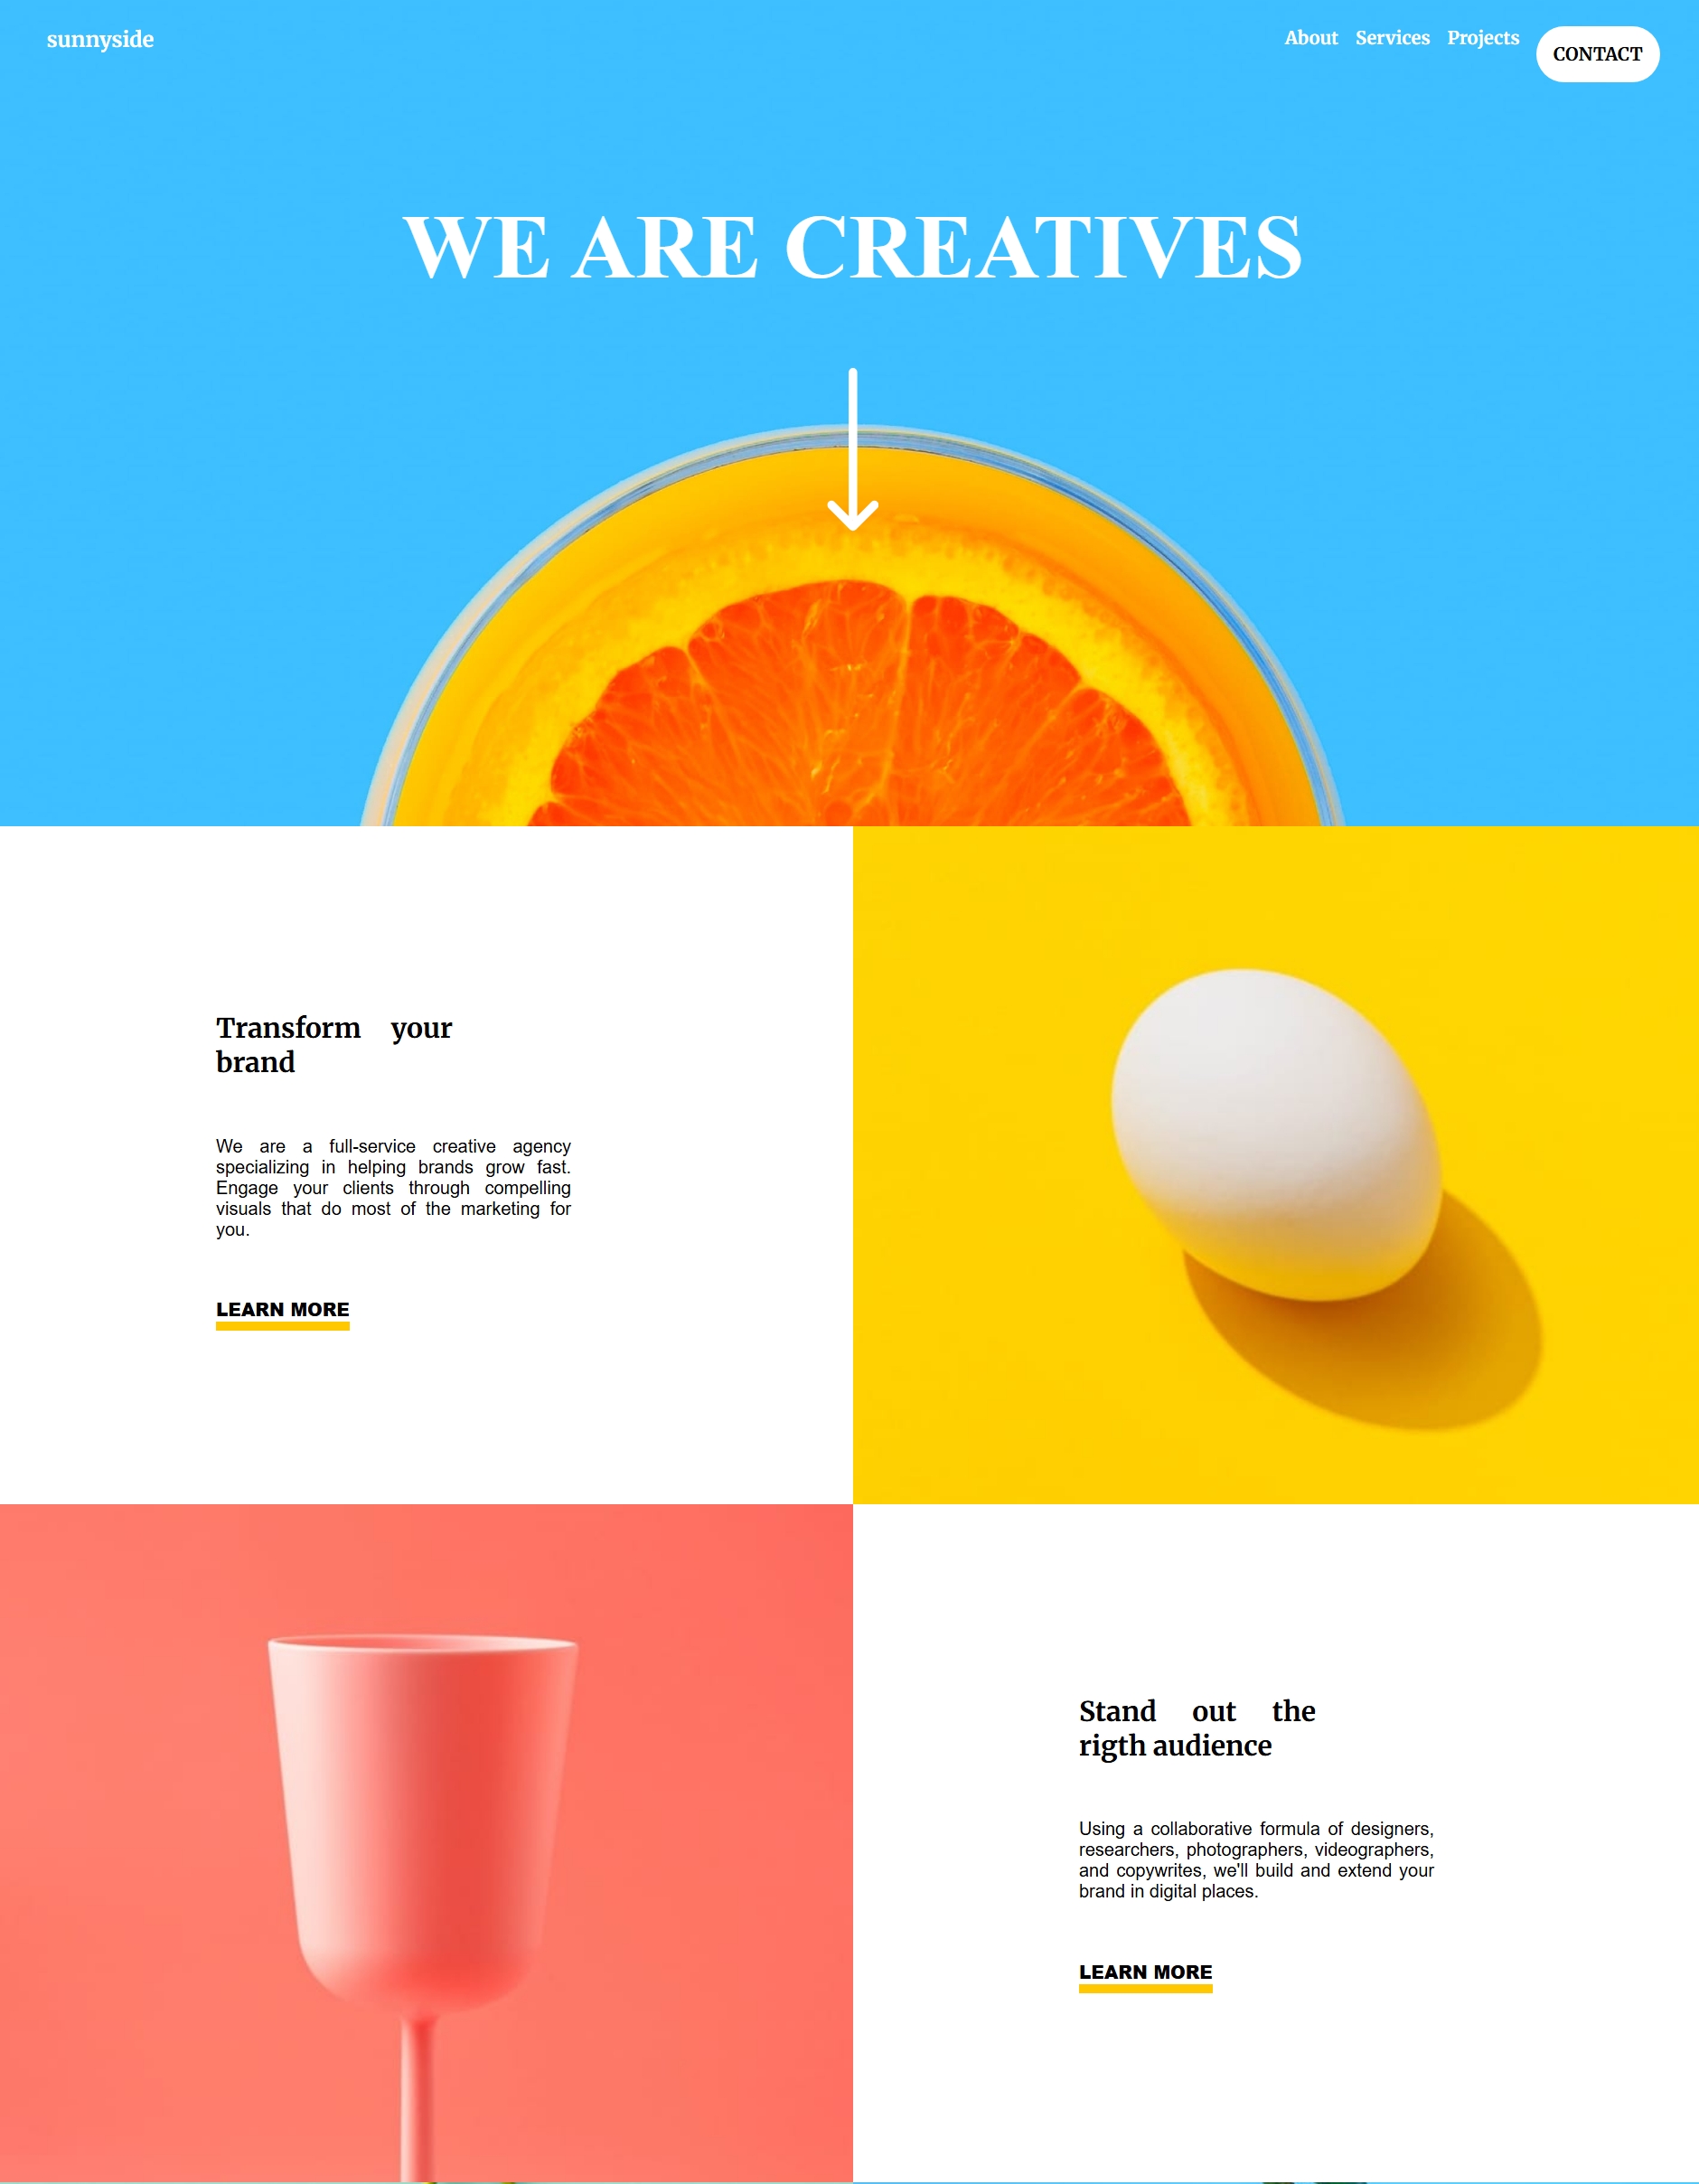 sunnyside
About Services Projects
CONTACT
WE ARE CREATIVES
Transform your
brand
We are a full-service creative agency
specializing in helping brands grow fast.
Engage your clients through compelling
visuals that do most of the marketing for
you.
LEARN MORE
Stand out the
rigth audience
Using a collaborative formula of designers,
researchers, photographers, videographers,
and copywrites, we'll build and extend your
brand in digital places.
LEARN MORE